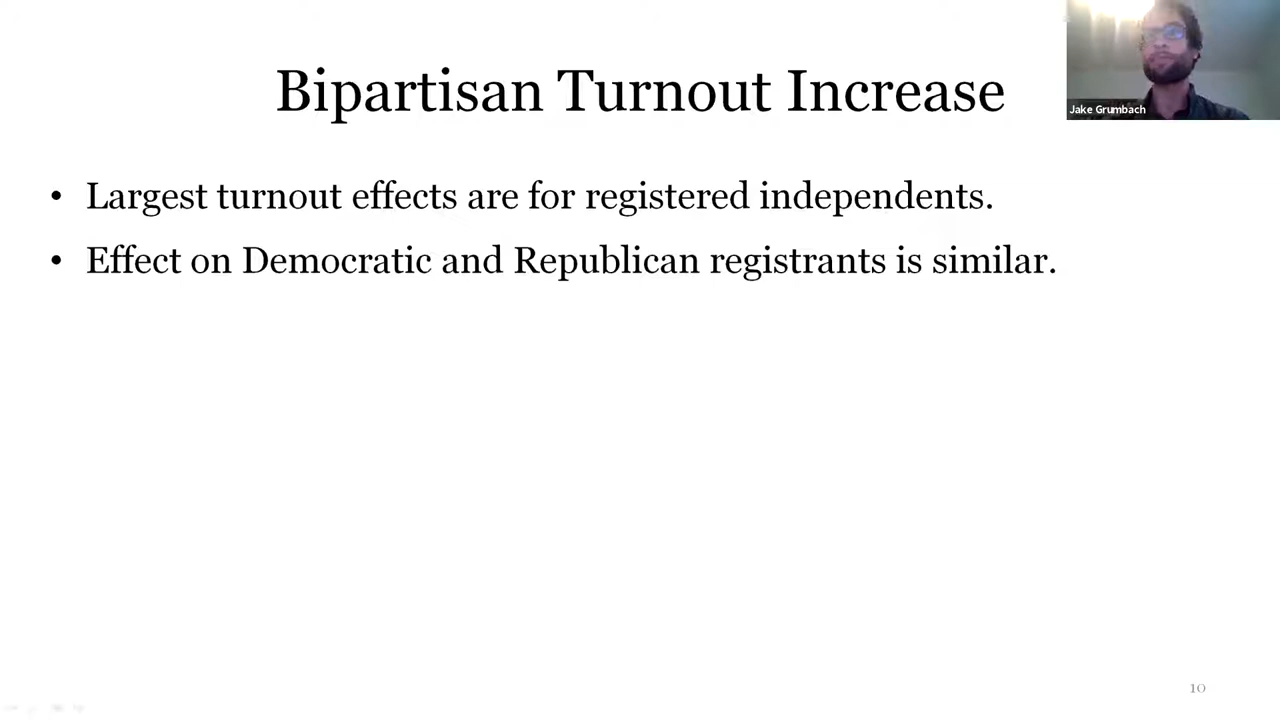 Bipartisan Turnout Increase
Jake Grumbach
• Largest turnout effects are for registered independents.
• Effect on Democratic and Republican registrants is similar.
10